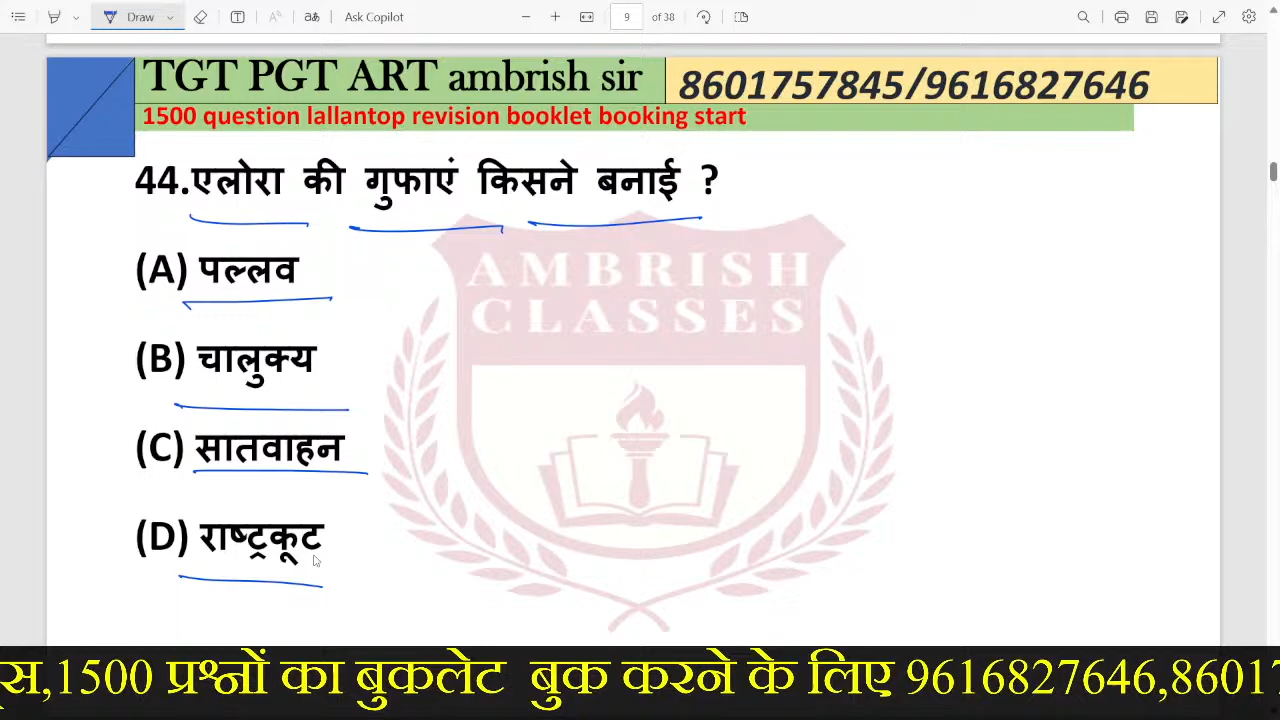 Draw
Ask Copilot
9 of 38
TGT PGT ART ambrish sir
8601757845/9616827646
1500 question lallantop revision booklet booking start
44.एलोरा की गुफाएं किसने बनाई ?
AMBRISH
CLASSES
(A) पल्लव
(B) चालुक्य
(C) सातवाहन
(D) राष्ट्रकूट
स,1500 प्रश्नों का बुकलेट बुक करने के लिए 9616827646,86017